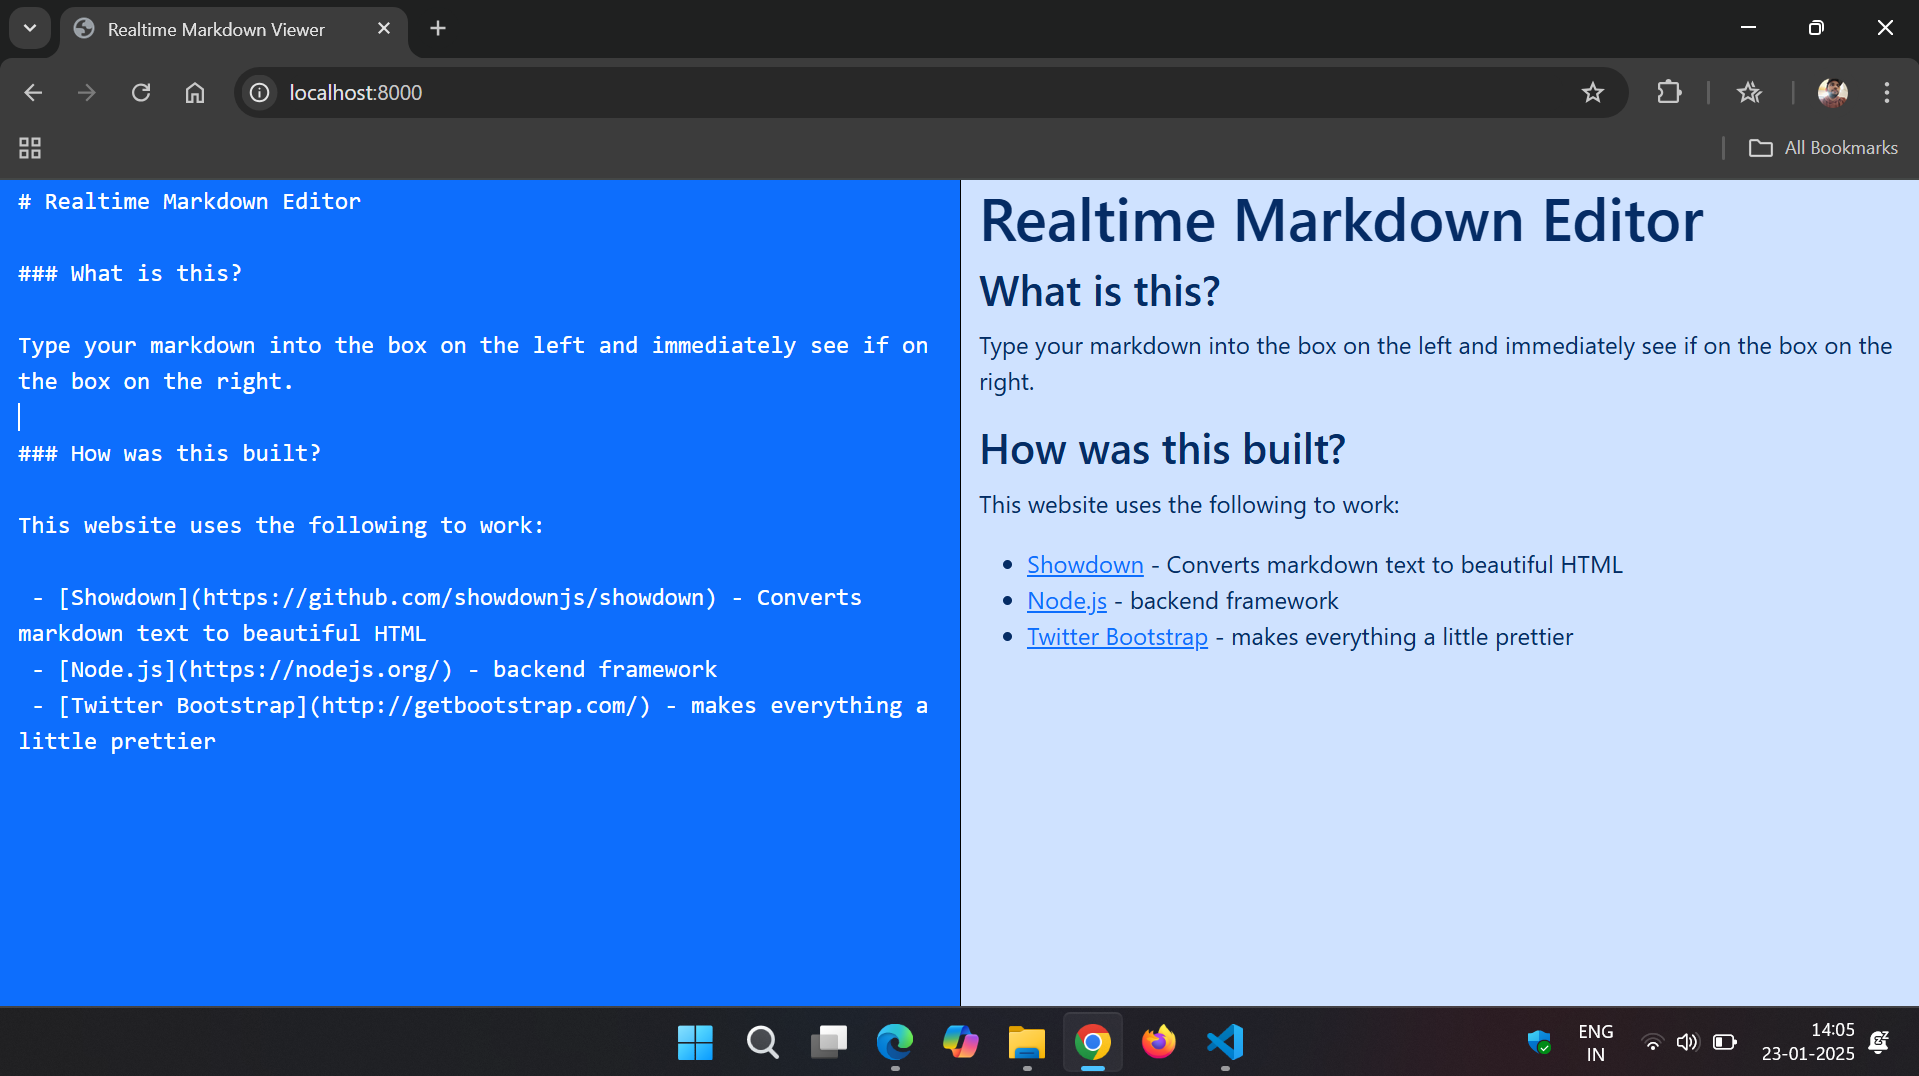 Realtime Markdown Viewer
localhost:8000
All Bookmarks
# Realtime Markdown Editor
### What is this?
Type your markdown into the box on the left and immediately see if on
the box on the right.
### How was this built?
This website uses the following to work:
- [Showdown](https://github.com/showdownjs/showdown) - Converts
markdown text to beautiful HTML
- [Node.js](https://nodejs.org/) - backend framework
- [Twitter Bootstrap](http://getbootstrap.com/) - makes everything a
little prettier
Realtime Markdown Editor
What is this?
Type your markdown into the box on the left and immediately see if on the box on the
right.
How was this built?
This website uses the following to work:
• Showdown - Converts markdown text to beautiful HTML
• Node.js - backend framework
• Twitter Bootstrap - makes everything a little prettier
ENG
IN
14:05
23-01-2025